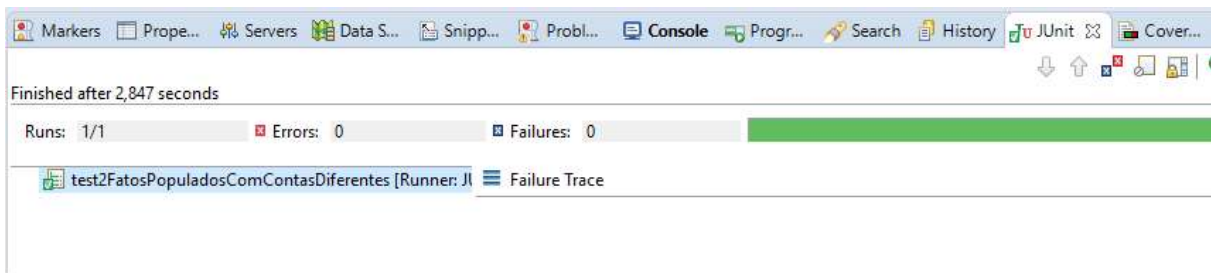 Markers Prope... Servers Data S... Snipp... Probl... Console Progr... Search History JUnit Cover...
Finished after 2,847 seconds
Runs: 1/1 Errors: 0 Failures: 0
test2FatosPopuladosComContasDiferentes [Runner: JU Failure Trace